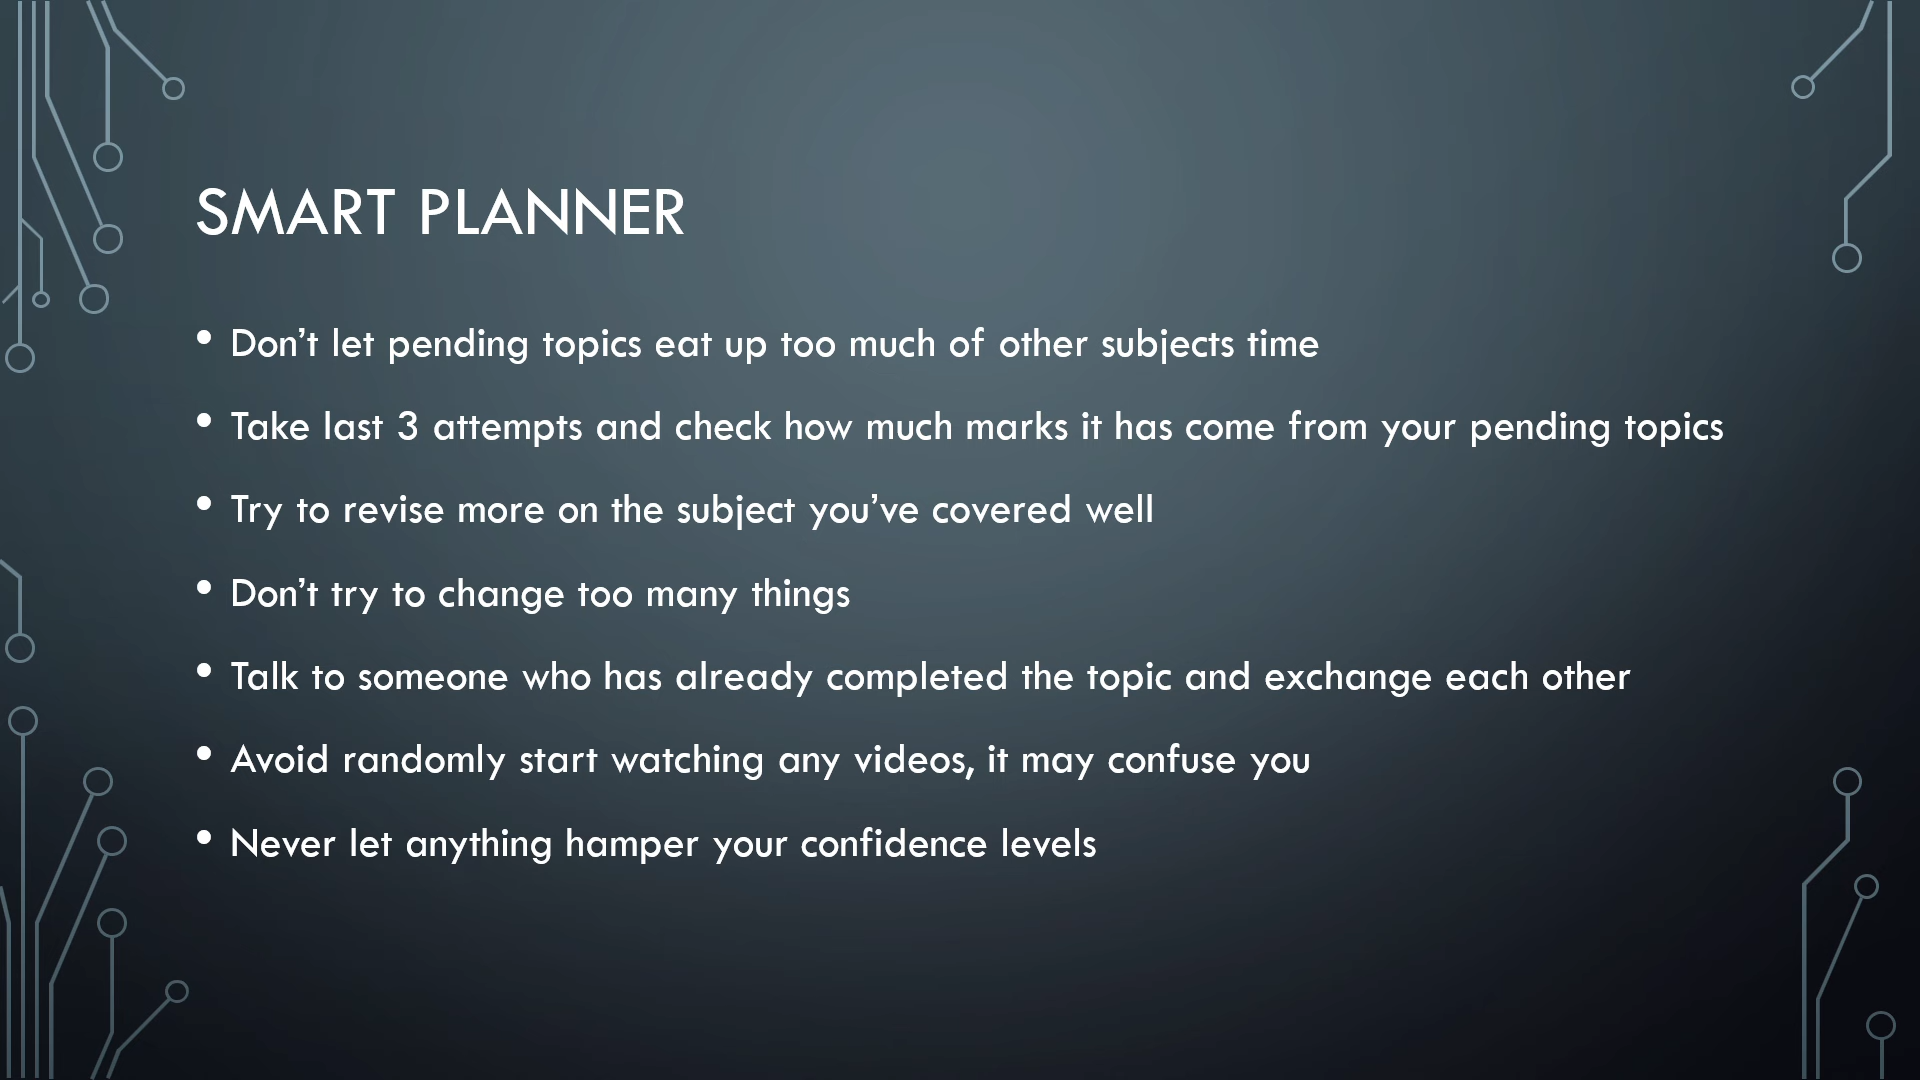 SMART PLANNER
• Don’t let pending topics eat up too much of other subjects time
• Take last 3 attempts and check how much marks it has come from your pending topics
• Try to revise more on the subject you’ve covered well
• Don’t try to change too many things
• Talk to someone who has already completed the topic and exchange each other
• Avoid randomly start watching any videos, it may confuse you
• Never let anything hamper your confidence levels